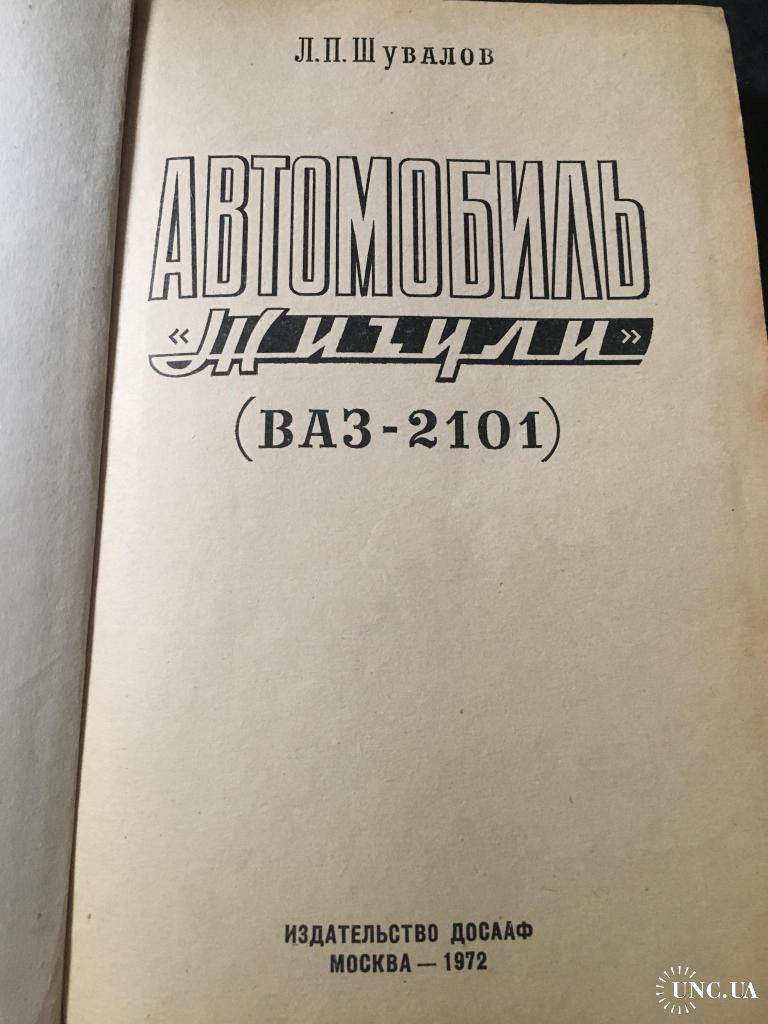 Л.П.Шувалов
АВТОМОБИЛЬ
«Жигули»
(ВАЗ-2101)
ИЗДАТЕЛЬСТВО ДОСААФ
МОСКВА — 1972
UNC.UA